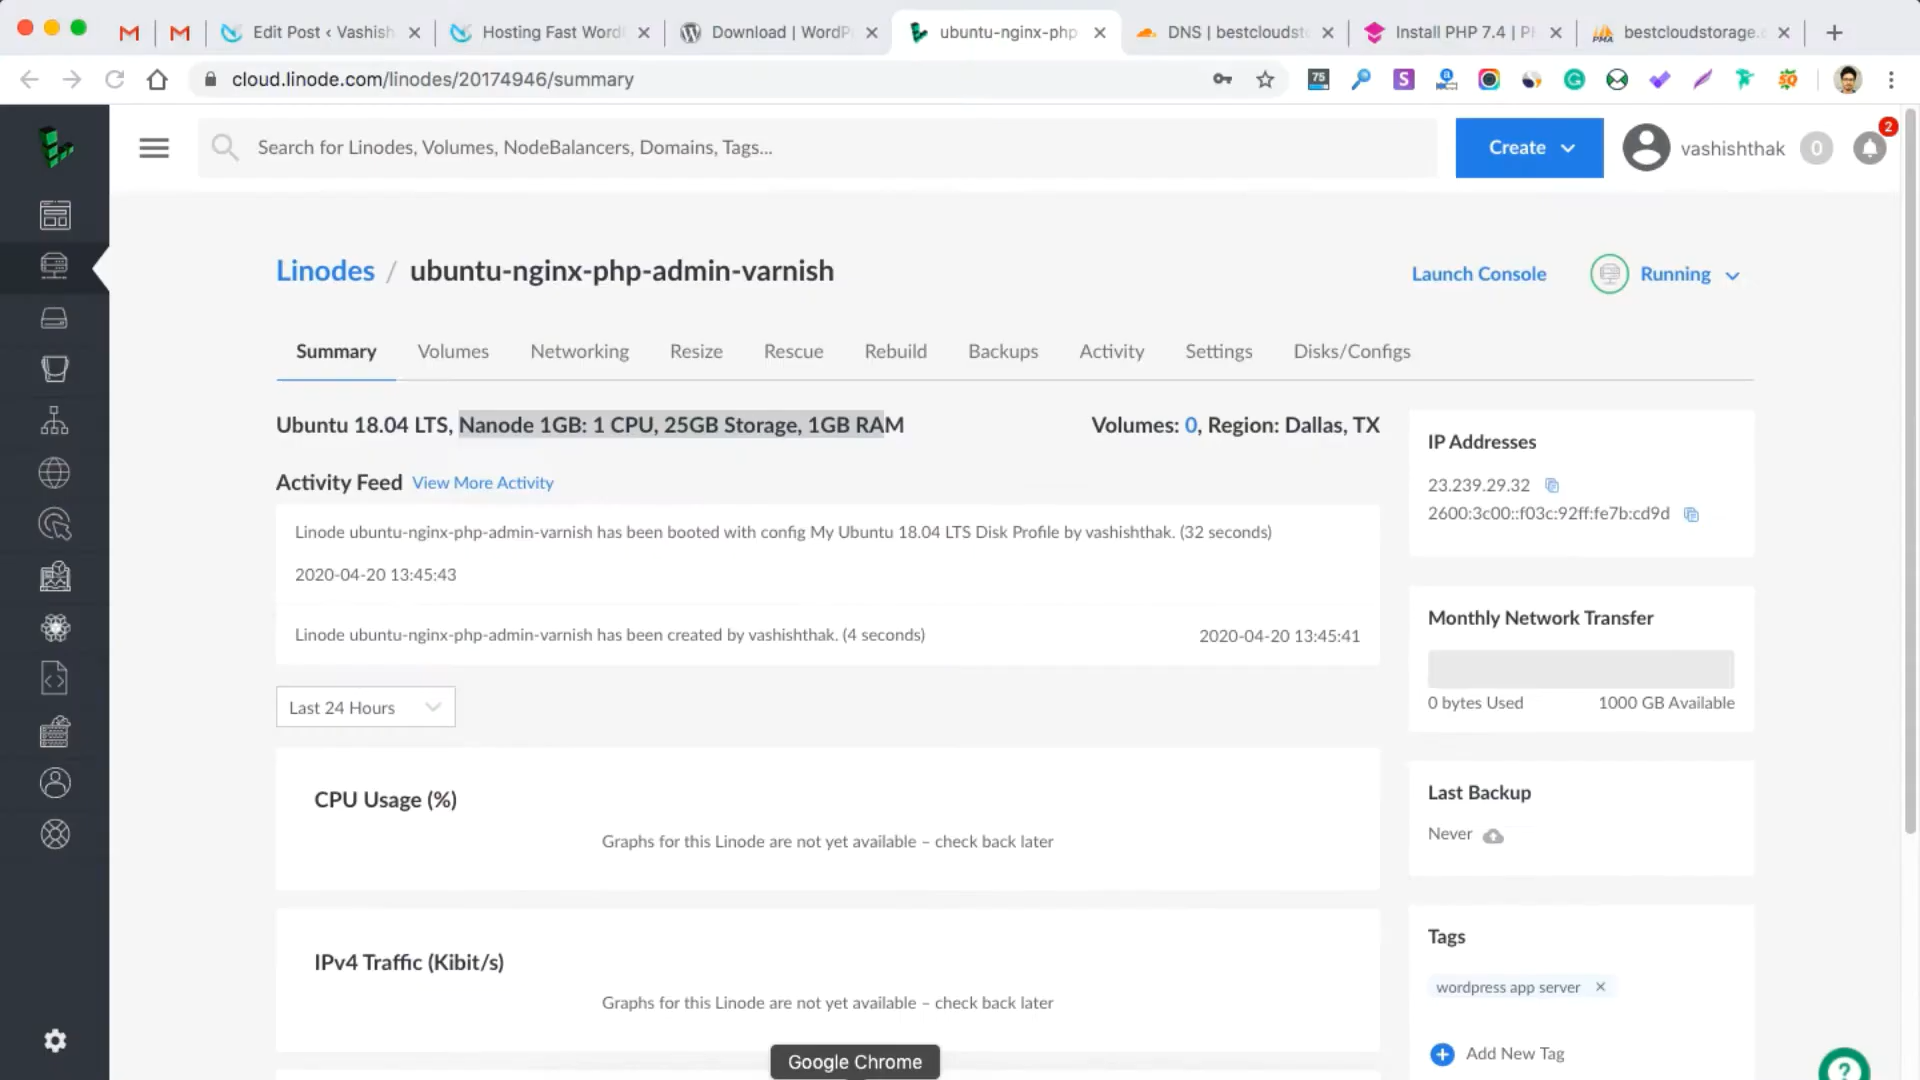 Edit Post ‹ Vashish
Hosting Fast Word
Download | WordP
ubuntu-nginx-php
DNS | bestcloudst
Install PHP 7.4 | P
bestcloudstorage.
cloud.linode.com/linodes/20174946/summary
75
Search for Linodes, Volumes, NodeBalancers, Domains, Tags...
Create
vashishthak
0
2
Linodes / ubuntu-nginx-php-admin-varnish
Launch Console
Running
Summary
Volumes
Networking
Resize
Rescue
Rebuild
Backups
Activity
Settings
Disks/Configs
Ubuntu 18.04 LTS, Nanode 1GB: 1 CPU, 25GB Storage, 1GB RAM
Volumes: 0, Region: Dallas, TX
Activity Feed View More Activity
Linode ubuntu-nginx-php-admin-varnish has been booted with config My Ubuntu 18.04 LTS Disk Profile by vashishthak. (32 seconds)
2020-04-20 13:45:43
Linode ubuntu-nginx-php-admin-varnish has been created by vashishthak. (4 seconds)
2020-04-20 13:45:41
Last 24 Hours
CPU Usage (%)
Graphs for this Linode are not yet available – check back later
IPv4 Traffic (Kibit/s)
Graphs for this Linode are not yet available – check back later
IP Addresses
23.239.29.32
2600:3c00::f03c:92ff:fe7b:cd9d
Monthly Network Transfer
0 bytes Used
1000 GB Available
Last Backup
Never
Tags
wordpress app server
Add New Tag
Google Chrome